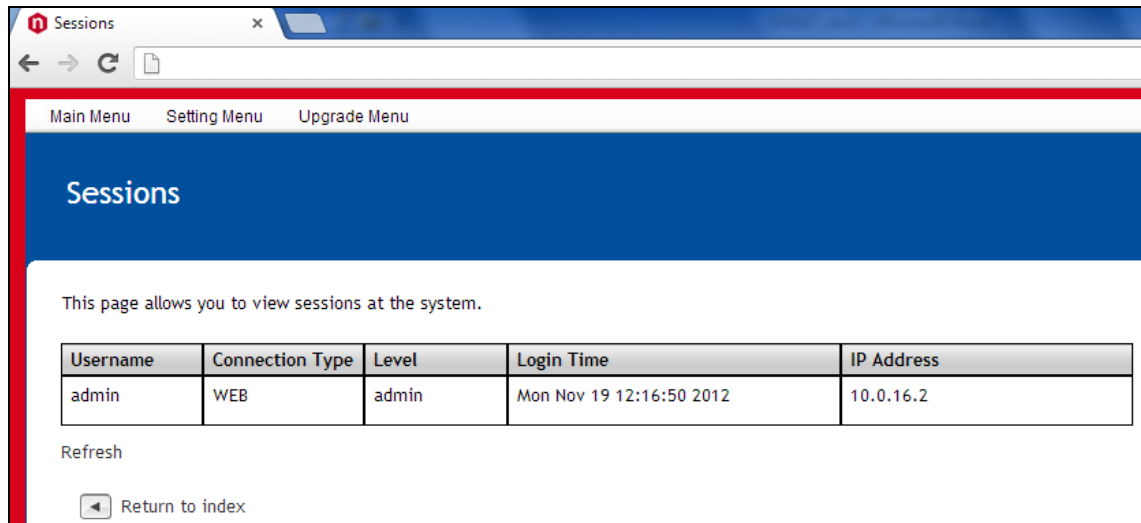 Sessions
Main Menu Setting Menu Upgrade Menu
Sessions
This page allows you to view sessions at the system.
Username Connection Type Level Login Time IP Address
admin WEB admin Mon Nov 19 12:16:50 2012 10.0.16.2
Refresh
Return to index